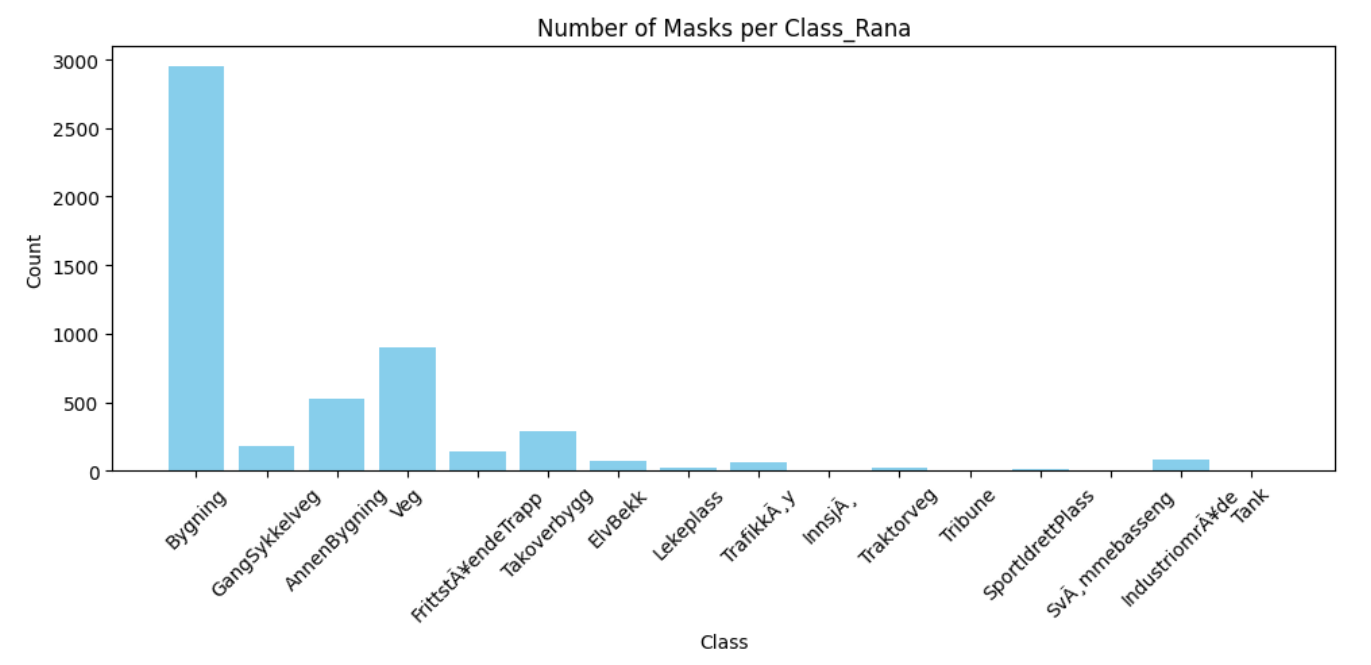 Number of Masks per Class_Rana
3000
2500
2000
1500
1000
500
0
Count
Bygning
GangSykkelveg
AnnenBygning
Veg
FrittstÃ¥endeTrapp
Takoverbygg
ElvBekk
Lekeplass
TrafikkÃ¸y
InnsjÃ¸
Traktorveg
Tribune
SportIdrettPlass
SvÃ¸mmebasseng
IndustriomrÃ¥de
Tank
Class